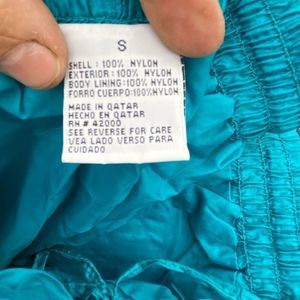 S
SHELL : 100% NYLON
EXTERIOR : 100% NYLON
BODY LINING : 100% NYLON
FORRO CUERPO:100%NYLON
MADE IN QATAR
HECHO EN QATAR
RN # 42000
SEE REVERSE FOR CARE
VEA LADO VERSO PARA
CUIDADO